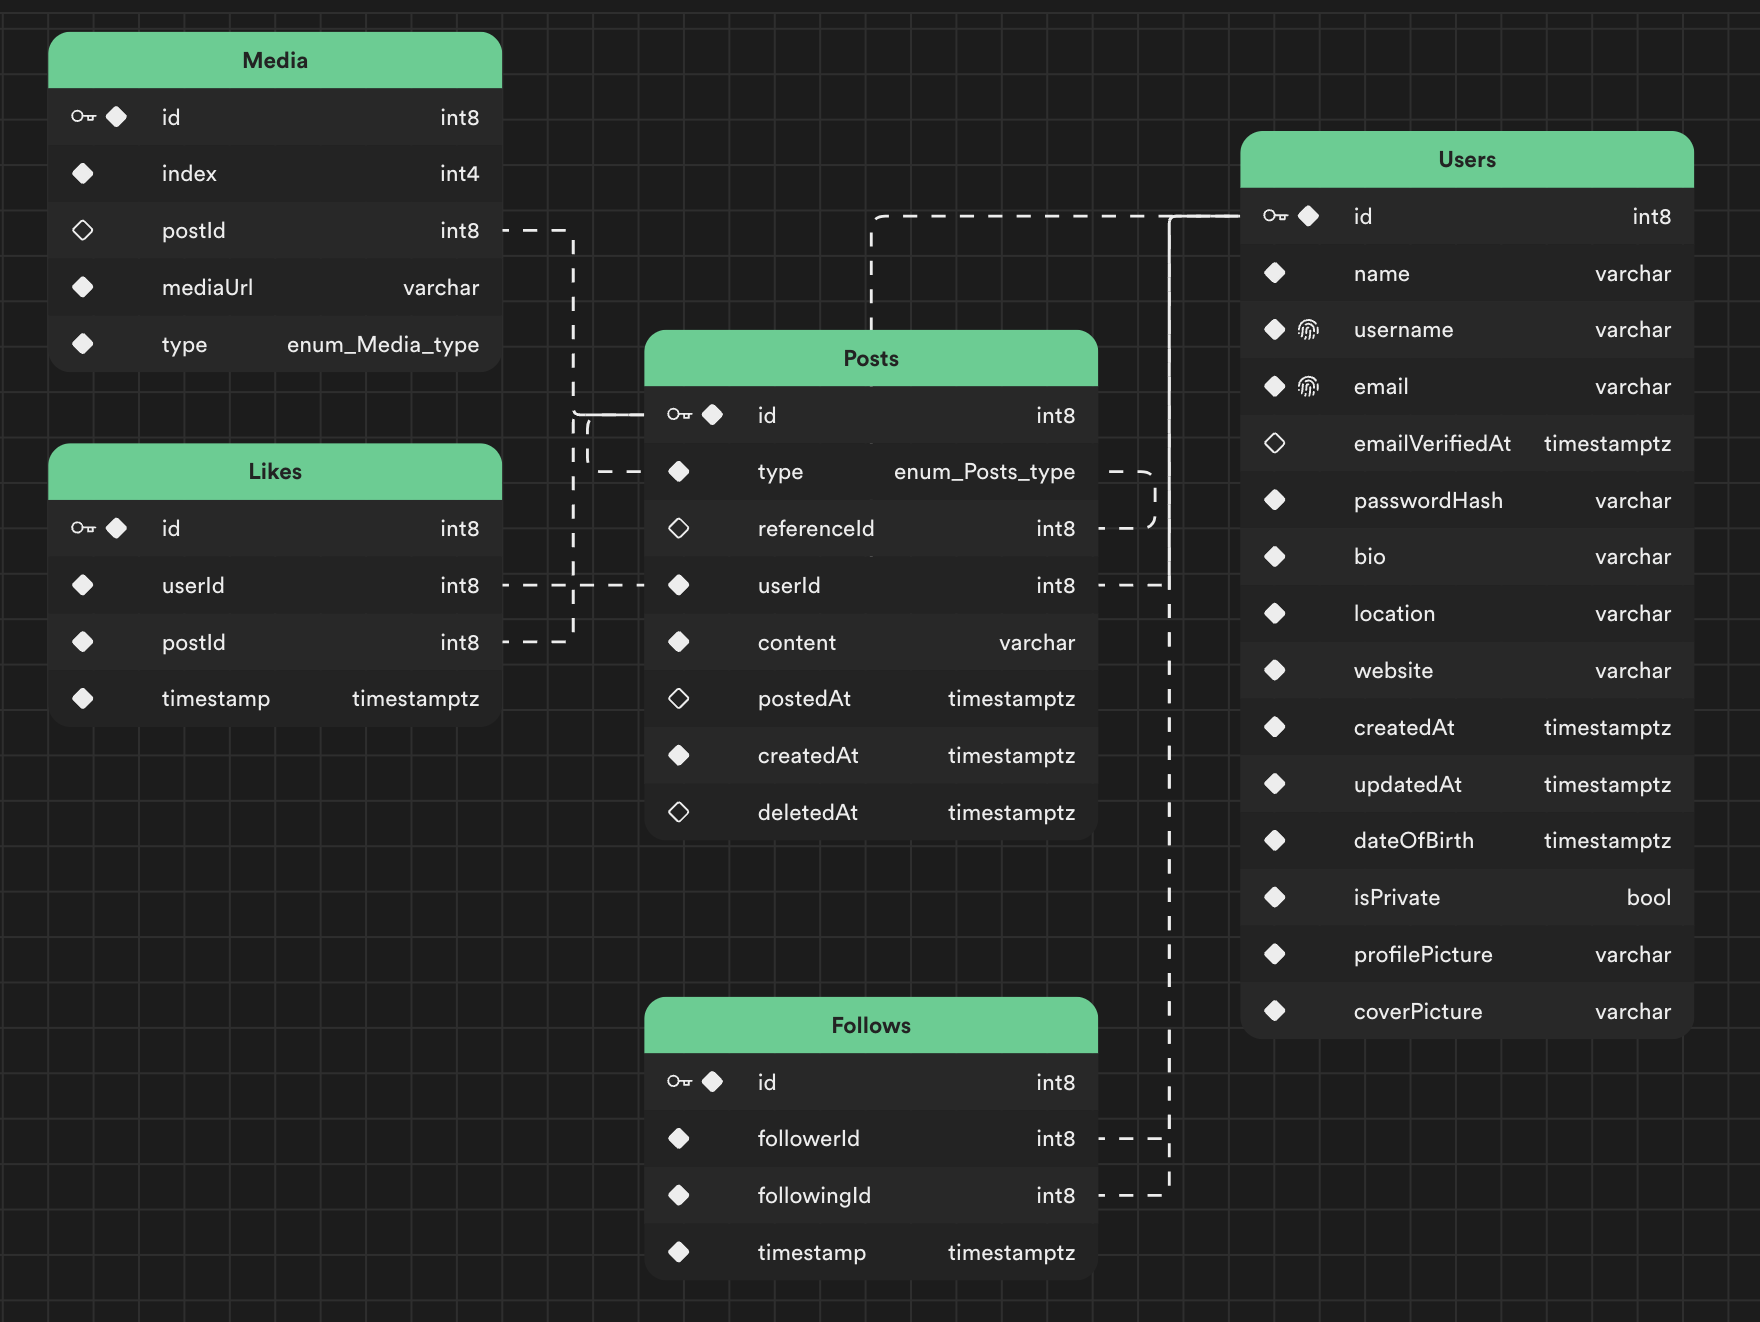 Media
id int8
index int4
postId int8
mediaUrl varchar
type enum_Media_type
Likes
id int8
userId int8
postId int8
timestamp timestamptz
Posts
id int8
type enum_Posts_type
referenceId int8
userId int8
content varchar
postedAt timestamptz
createdAt timestamptz
deletedAt timestamptz
Follows
id int8
followerId int8
followingId int8
timestamp timestamptz
Users
id int8
name varchar
username varchar
email varchar
emailVerifiedAt timestamptz
passwordHash varchar
bio varchar
location varchar
website varchar
createdAt timestamptz
updatedAt timestamptz
dateOfBirth timestamptz
isPrivate bool
profilePicture varchar
coverPicture varchar